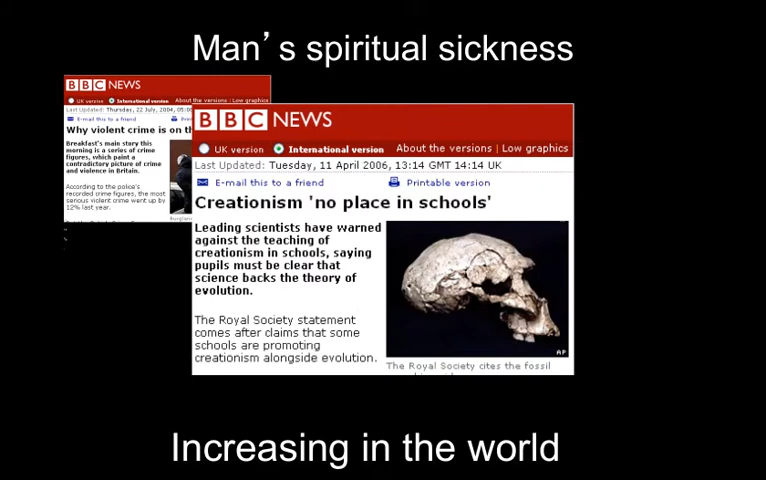 Man's spiritual sickness
BBC NEWS
UK version International version About the versions | Low graphics
Last Updated: Thursday, 22 July, 2004, 05:0
E-mail this to a friend
Why violent crime is on th
Breakfast's main story this
morning is a series of crime
figures, which paint a
contradictory picture of crime
and violence in Britain.
According to the police's
recorded crime figures, the most
serious violent crime went up by
12% last year.
BBC NEWS
UK version International version About the versions | Low graphics
Last Updated: Tuesday, 11 April 2006, 13:14 GMT 14:14 UK
E-mail this to a friend Printable version
Creationism 'no place in schools'
Leading scientists have warned
against the teaching of
creationism in schools, saying
pupils must be clear that
science backs the theory of
evolution.
The Royal Society statement
comes after claims that some
schools are promoting
creationism alongside evolution.
AP
The Royal Society cites the fossil
Increasing in the world